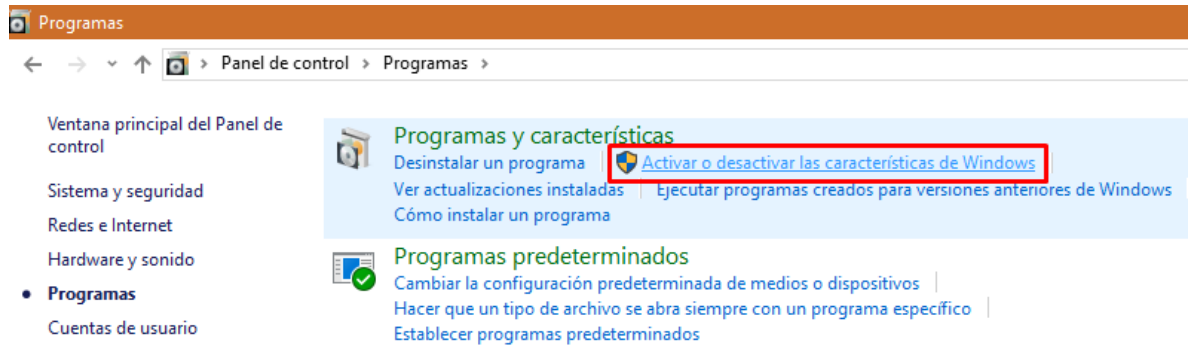 Programas
Panel de control > Programas >
Ventana principal del Panel de
control
Sistema y seguridad
Redes e Internet
Hardware y sonido
Programas
Cuentas de usuario
Programas y características
Desinstalar un programa
Activar o desactivar las características de Windows
Ver actualizaciones instaladas
Ejecutar programas creados para versiones anteriores de Windows
Cómo instalar un programa
Programas predeterminados
Cambiar la configuración predeterminada de medios o dispositivos
Hacer que un tipo de archivo se abra siempre con un programa específico
Establecer programas predeterminados